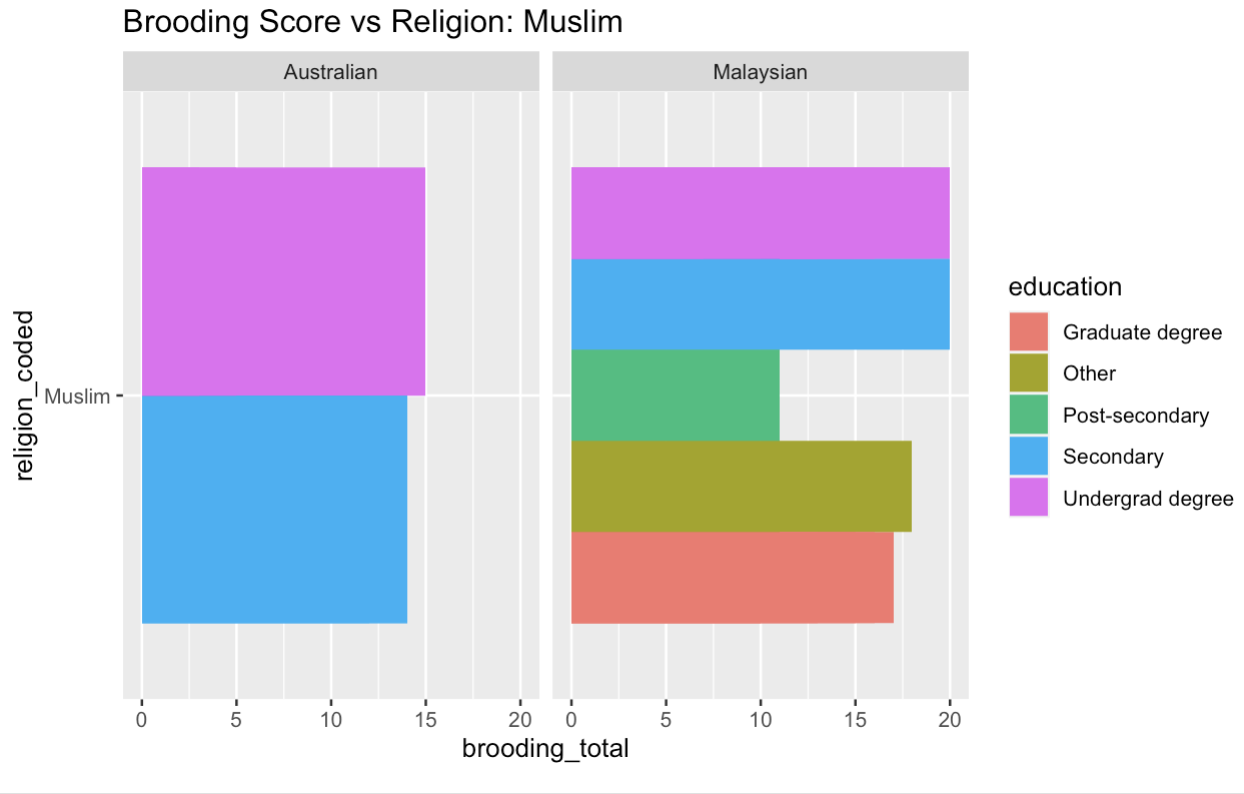 Brooding Score vs Religion: Muslim
Australian
Malaysian
religion_coded
Muslim
0 5 10 15 20
0 5 10 15 20
brooding_total
education
Graduate degree
Other
Post-secondary
Secondary
Undergrad degree